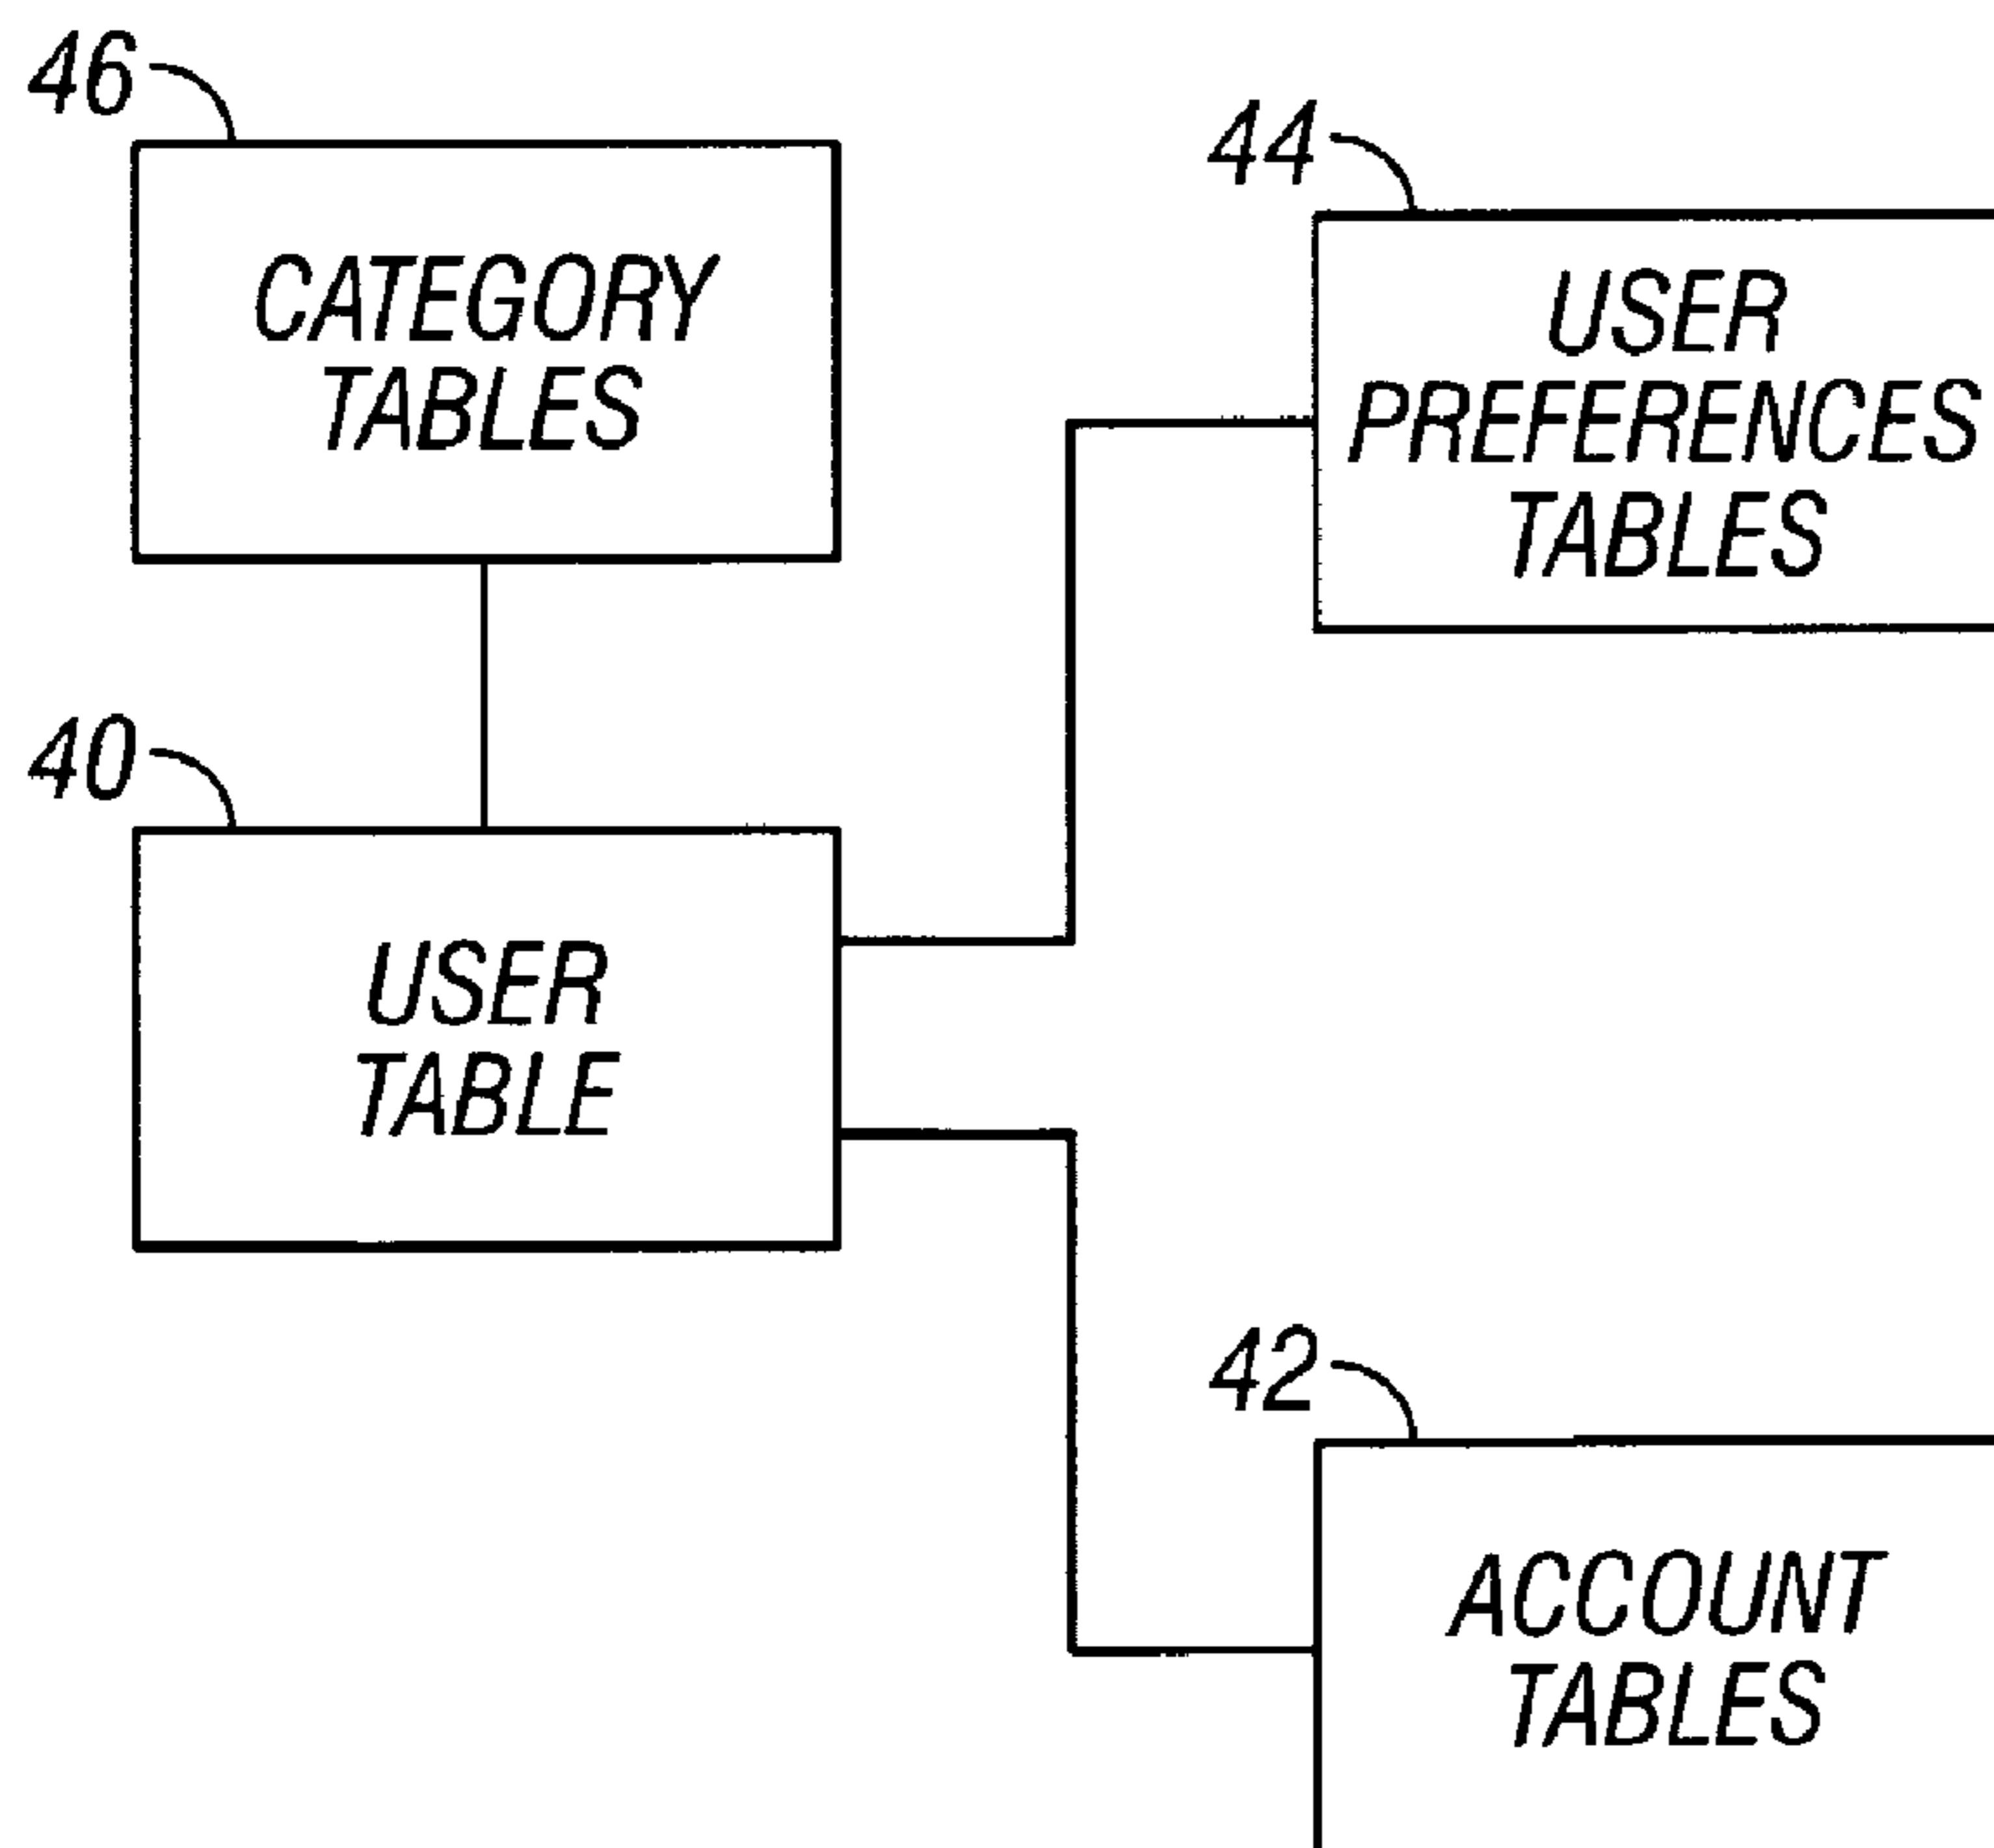 46
CATEGORY
TABLES
44
USER
PREFERENCES
TABLES
40
USER
TABLE
42
ACCOUNT
TABLES